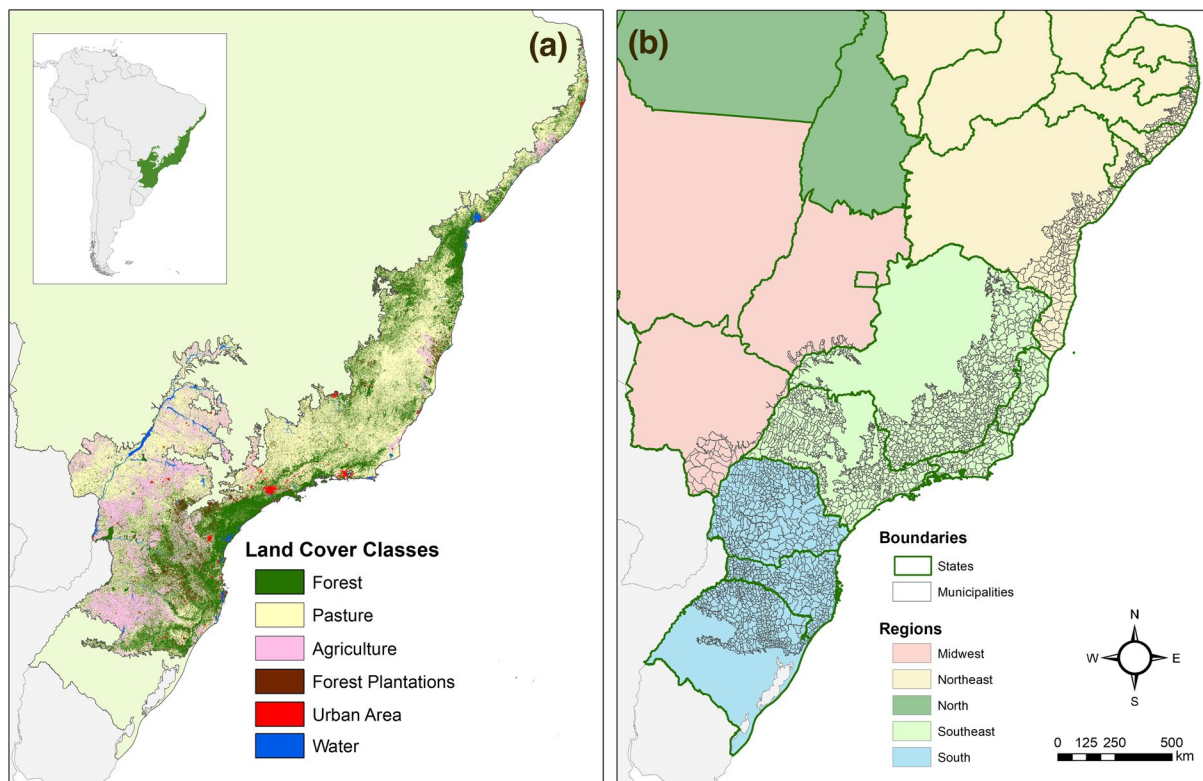 (a)
Land Cover Classes
Forest
Pasture
Agriculture
Forest Plantations
Urban Area
Water
(b)
Boundaries
States
Municipalities
Regions
Midwest
Northeast
North
Southeast
South
N
W E
S
0 125 250 500
km